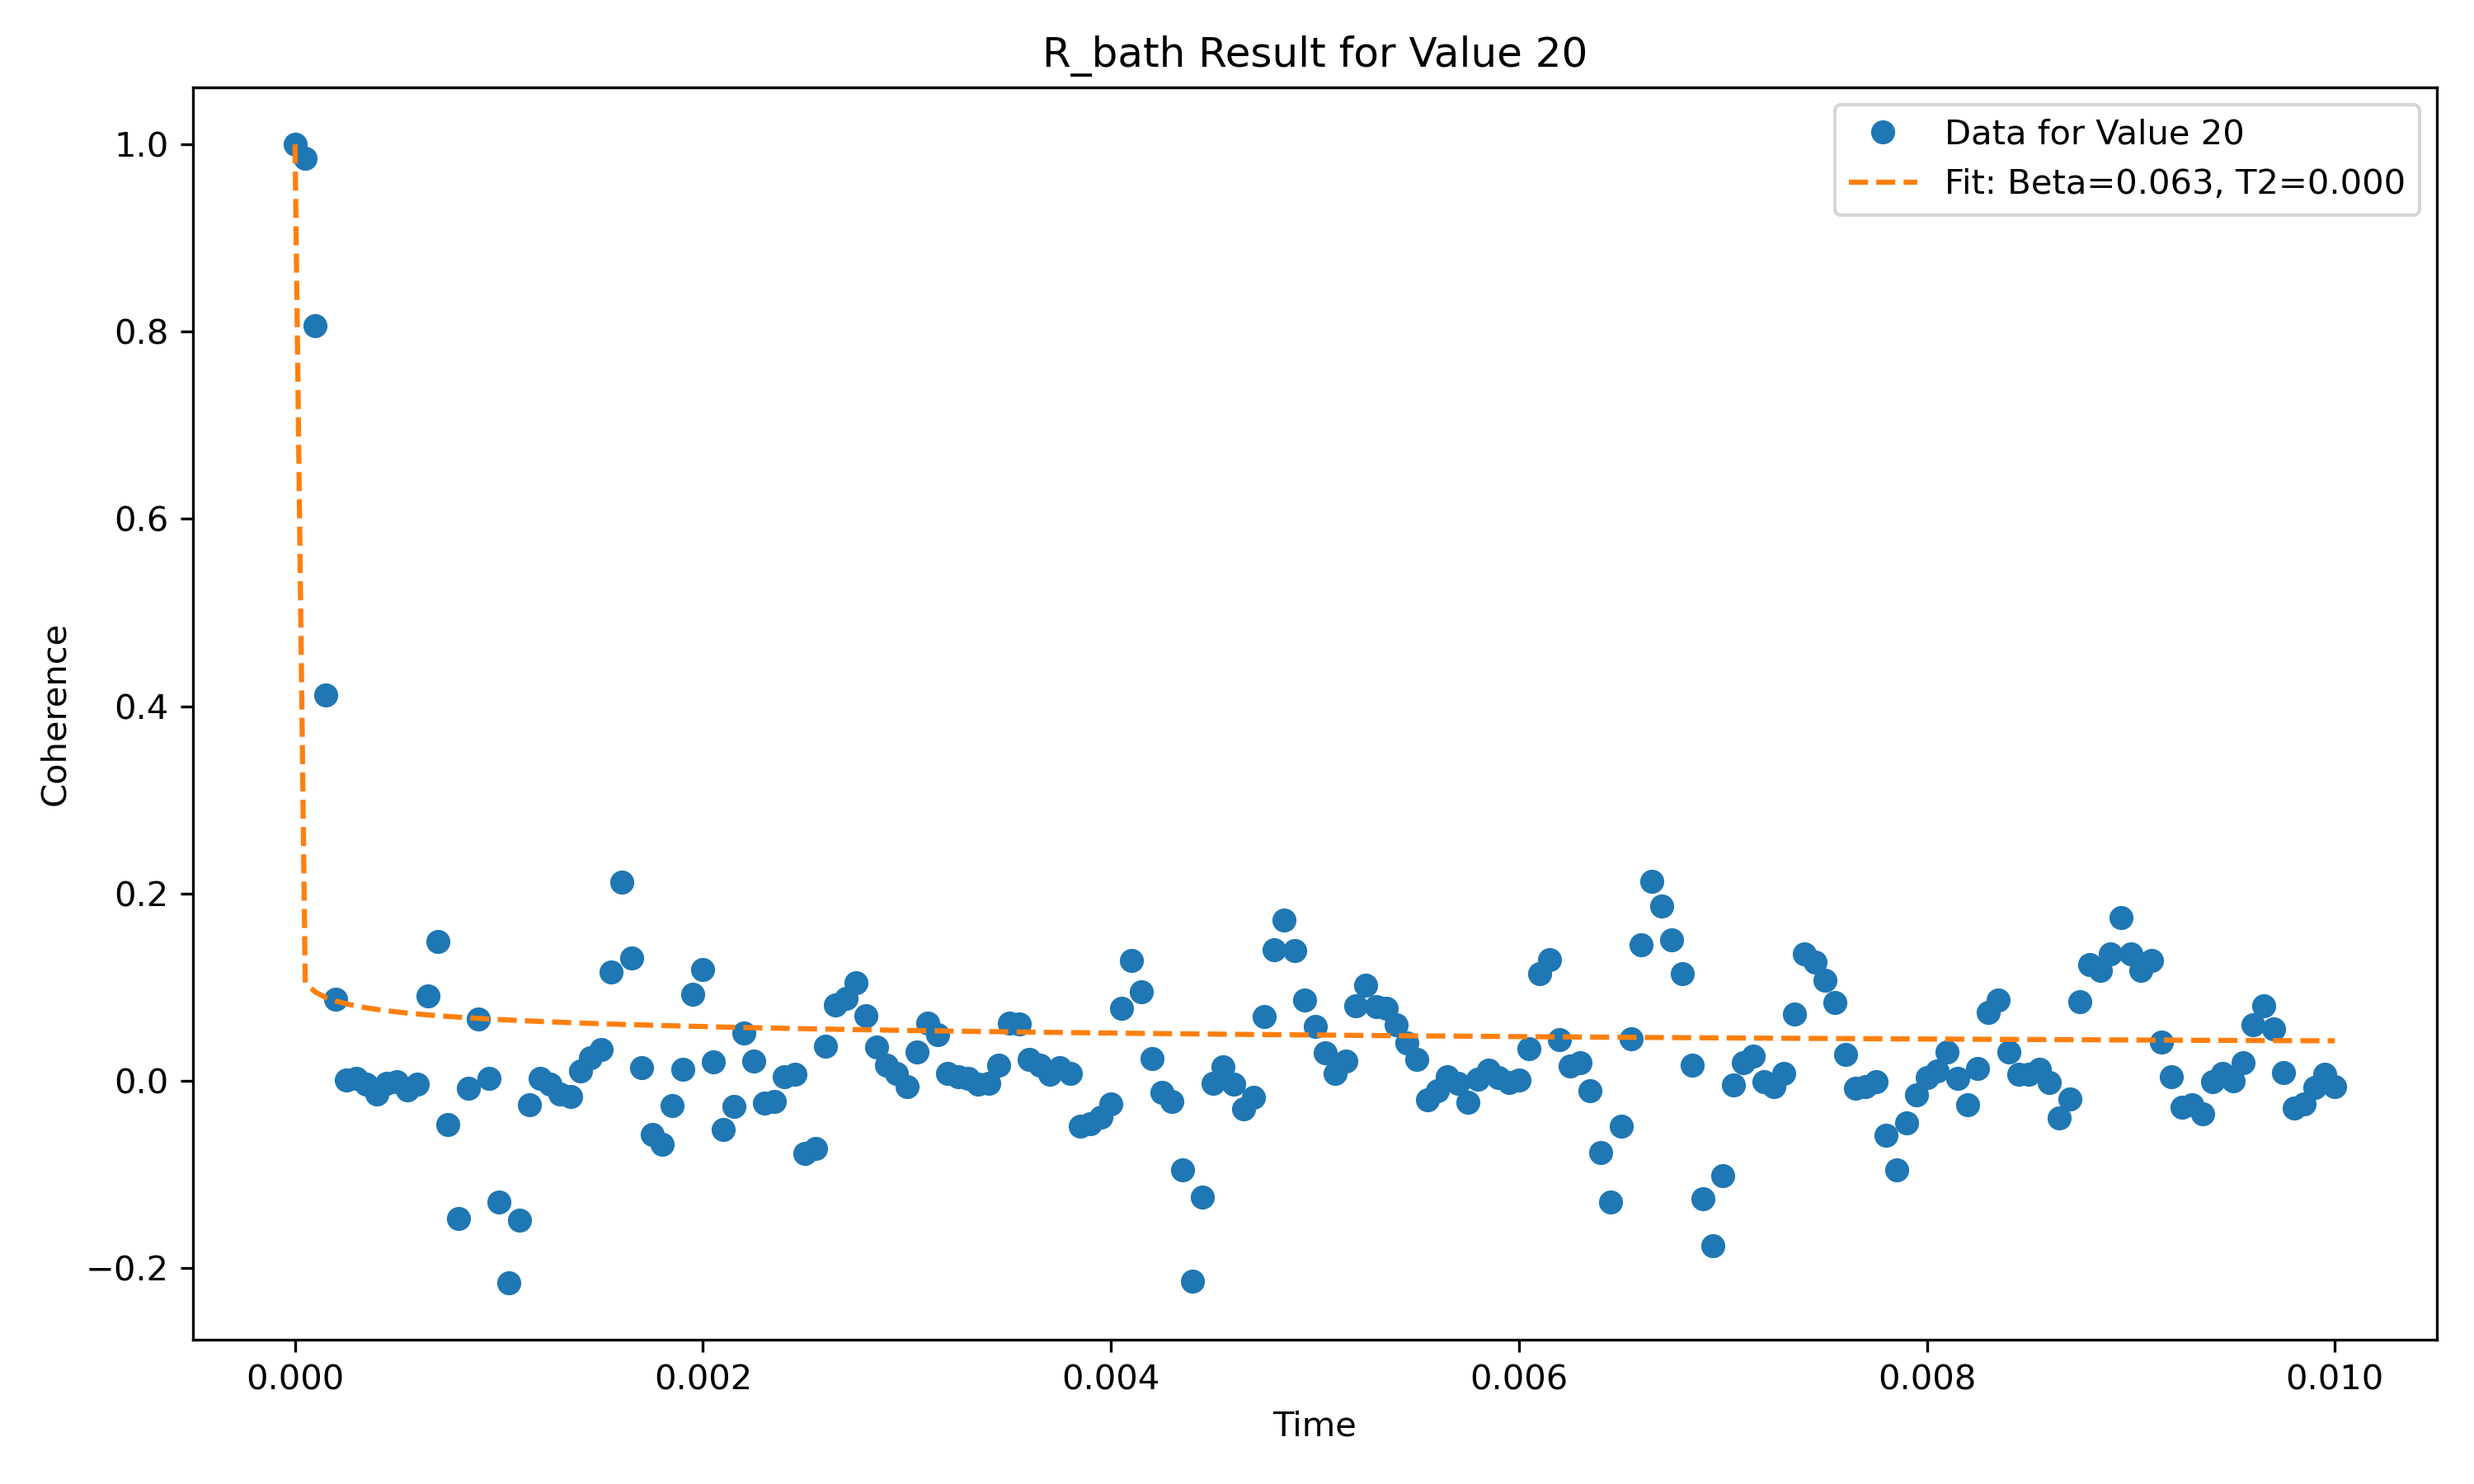 R_bath Result for Value 20
Data for Value 20
Fit: Beta=0.063, T2=0.000
1.0
0.8
0.6
0.4
0.2
0.0
−0.2
Coherence
0.000 0.002 0.004 0.006 0.008 0.010
Time